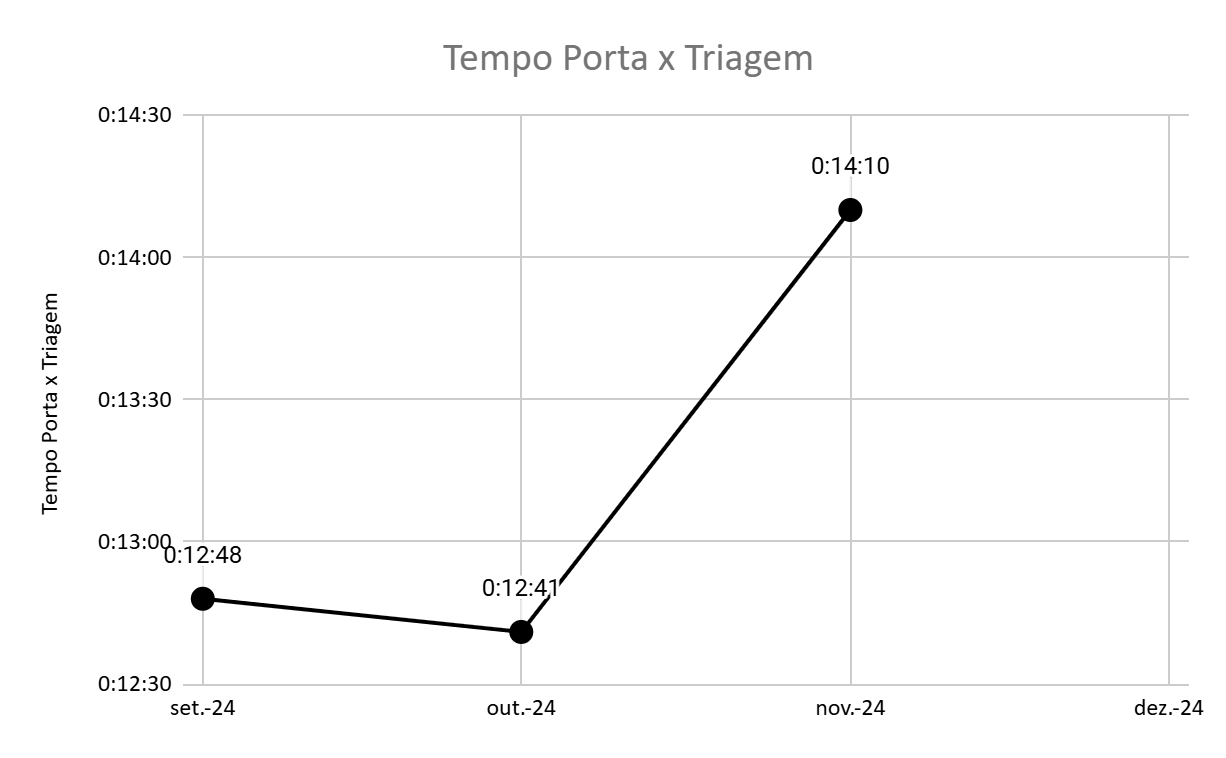 Tempo Porta x Triagem
0:14:30
0:14:10
0:14:00
Tempo Porta x Triagem
0:13:30
0:13:00
0:12:48
0:12:41
0:12:30
set.-24
out.-24
nov.-24
dez.-24